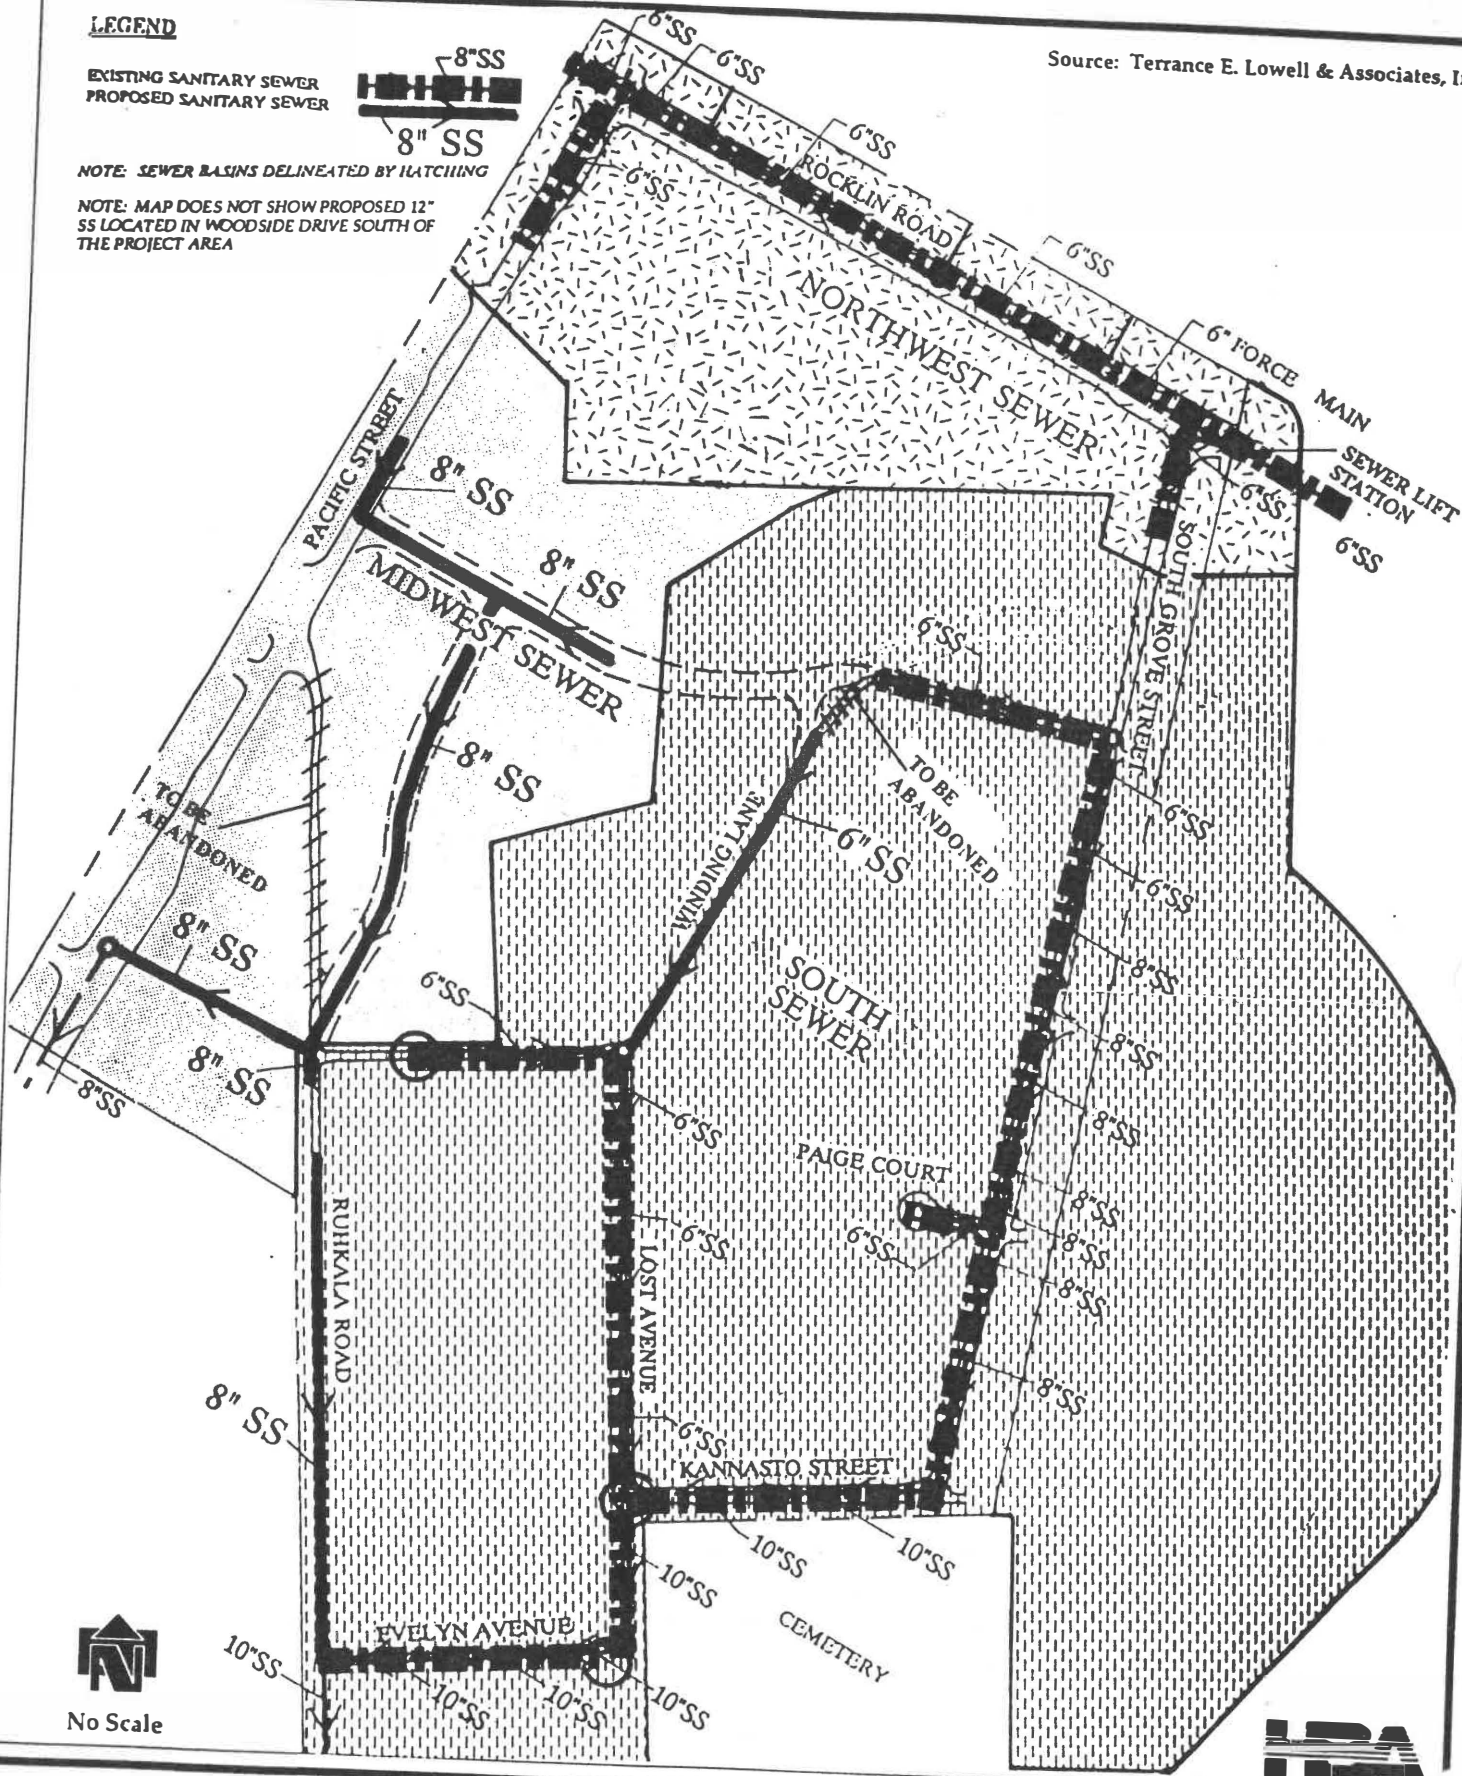 LEGEND
8"SS
EXISTING SANITARY SEWER
PROPOSED SANITARY SEWER
8" SS
NOTE: SEWER BASINS DELINEATED BY HATCHING
NOTE: MAP DOES NOT SHOW PROPOSED 12"
SS LOCATED IN WOODSIDE DRIVE SOUTH OF
THE PROJECT AREA
Source: Terrance E. Lowell & Associates,
6"SS
6"SS
6"SS
6"SS
ROCKLIN ROAD
6"SS
NORTHWEST SEWER
6" FORCE MAIN
SEWER LIFT
STATION
6"SS
6"SS
PACIFIC STREET
8" SS
8" SS
MIDWEST SEWER
SOUTH GROVE STREET
6"SS
8" SS
TO BE
ABANDONED
TO BE
ABANDONED
WINDING LANE
6" SS
6"SS
6"SS
8" SS
6"SS
SOUTH
SEWER
8"SS
8"SS
8" SS
8"SS
6"SS
8"SS
PAIGE COURT
6"SS
8"SS
8"SS
8"SS
RUHKALA ROAD
6"SS
LOST AVENUE
8"SS
8" SS
6"SS
KANNASTO STREET
10"SS
10"SS
10"SS
CEMETERY
EVELYN AVENUE
10"SS
10"SS
10"SS
10"SS
N
No Scale